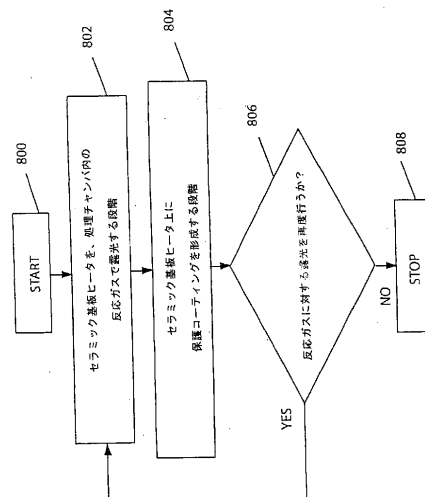 800
START
802
セラミック基板ヒータを、処理チャンバ内の
反応ガスで露光する段階
804
セラミック基板ヒータ上に
保護コーティングを形成する段階
806
反応ガスに対する露光を再度行うか?
YES
NO
808
STOP